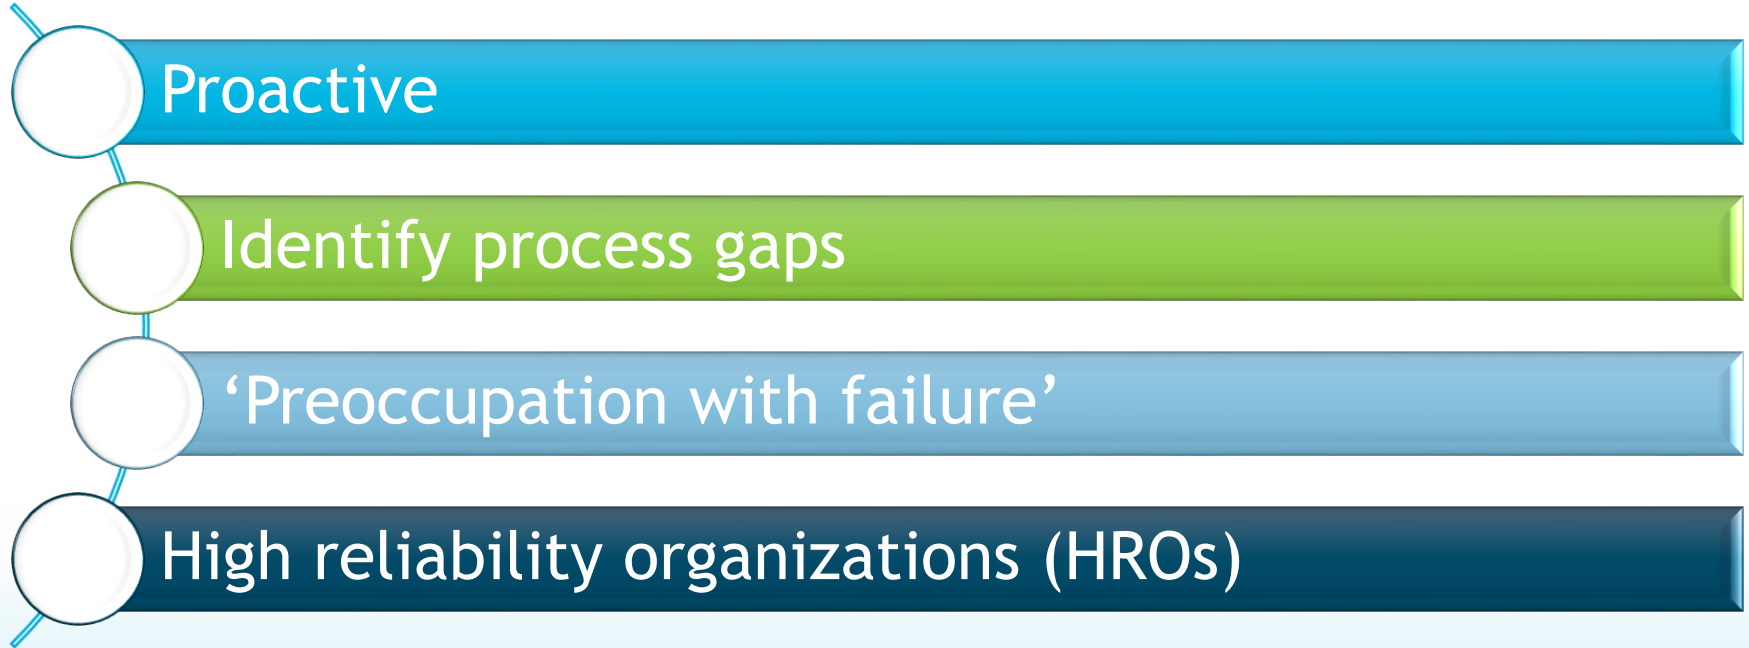 Proactive
Identify process gaps
‘Preoccupation with failure’
High reliability organizations (HROs)